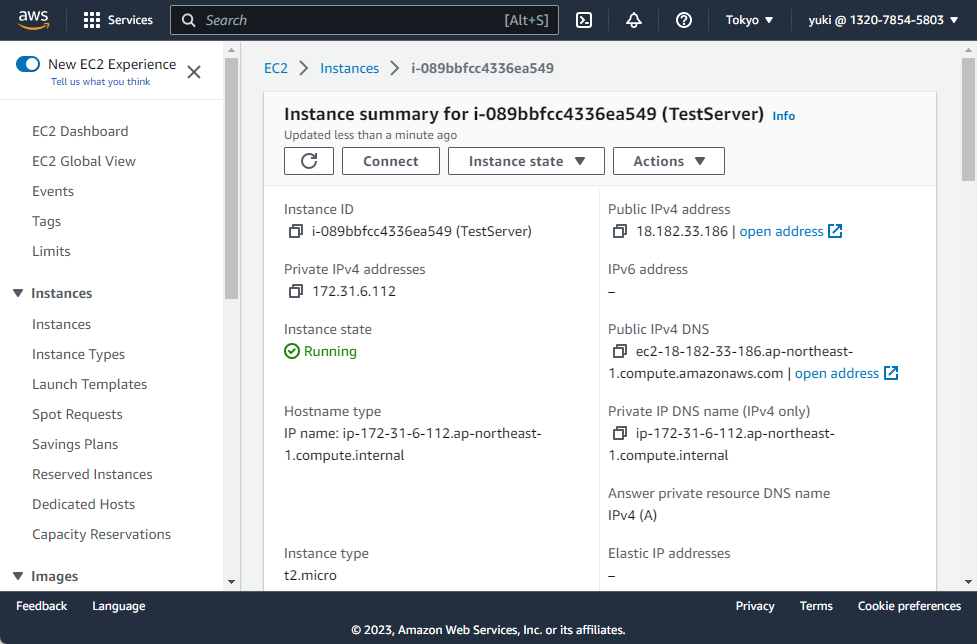 aws
Services
Search [Alt+S]
Tokyo ▼
yuki @ 1320-7854-5803 ▼
New EC2 Experience
Tell us what you think
EC2 Dashboard
EC2 Global View
Events
Tags
Limits
▼ Instances
Instances
Instance Types
Launch Templates
Spot Requests
Savings Plans
Reserved Instances
Dedicated Hosts
Capacity Reservations
▼ Images
EC2 > Instances > i-089bbfcc4336ea549
Instance summary for i-089bbfcc4336ea549 (TestServer) Info
Updated less than a minute ago
Connect
Instance state ▼
Actions ▼
Instance ID
i-089bbfcc4336ea549 (TestServer)
Public IPv4 address
18.182.33.186 | open address
Private IPv4 addresses
172.31.6.112
IPv6 address
–
Instance state
Running
Public IPv4 DNS
ec2-18-182-33-186.ap-northeast-
1.compute.amazonaws.com | open address
Hostname type
IP name: ip-172-31-6-112.ap-northeast-
1.compute.internal
Private IP DNS name (IPv4 only)
ip-172-31-6-112.ap-northeast-
1.compute.internal
Answer private resource DNS name
IPv4 (A)
Instance type
t2.micro
Elastic IP addresses
–
Feedback
Language
Privacy
Terms
Cookie preferences
© 2023, Amazon Web Services, Inc. or its affiliates.